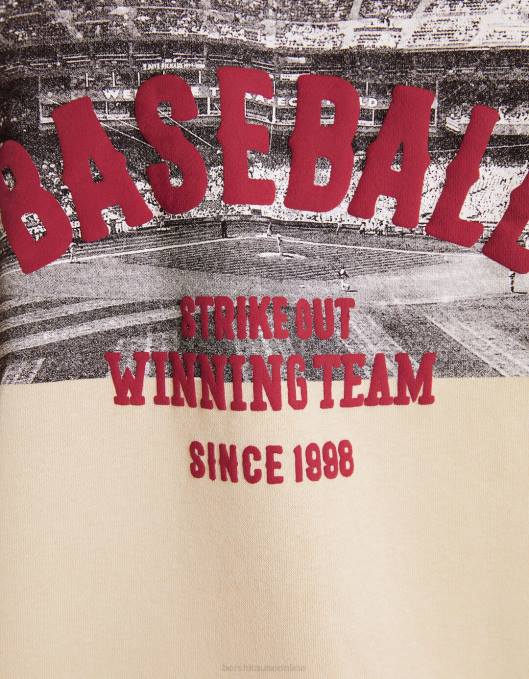 BASEBALL
STRIKE OUT
WINNING TEAM
SINCE 1998